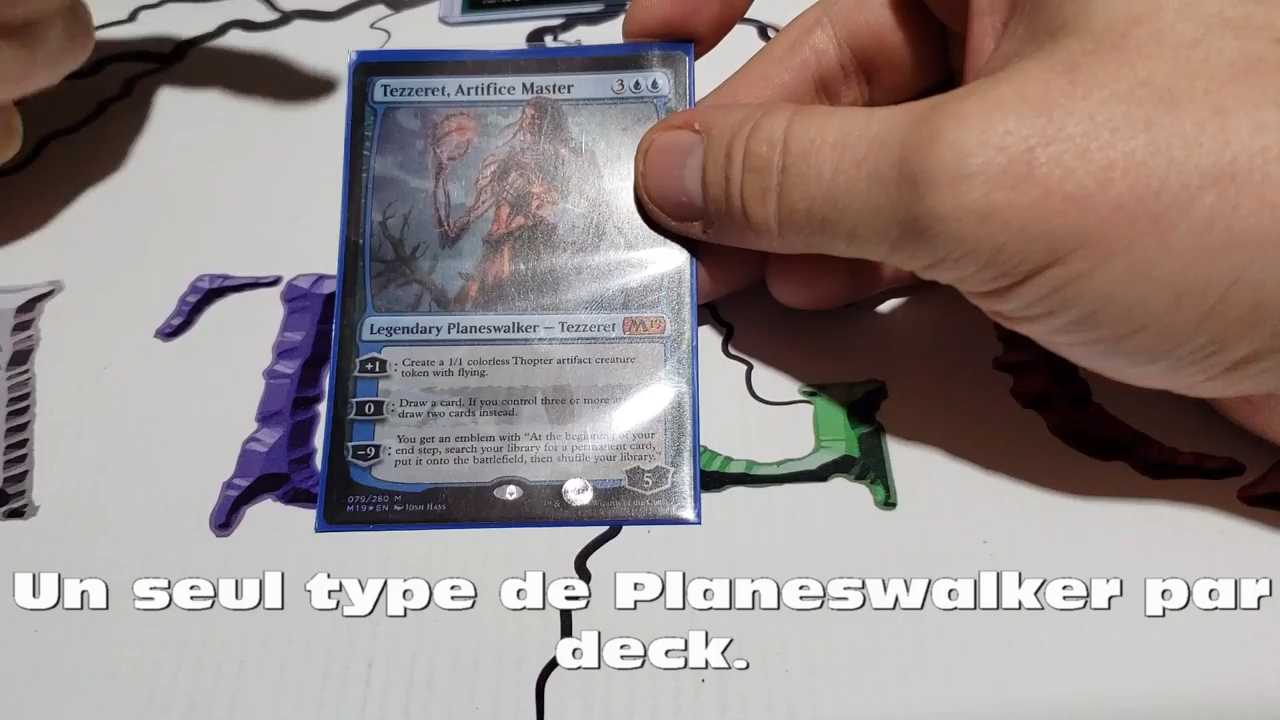 Tezzeret, Artifice Master 3
Legendary Planeswalker — Tezzeret M19
+1 : Create a 1/1 colorless Thopter artifact creature
token with flying.
0 : Draw a card. If you control three or more
draw two cards instead.
You get an emblem with “At the beginning of your
-9 : end step, search your library for a permanent card,
put it onto the battlefield, then shuffle your library.”
5
079/280 M
M19★EN Josh Hass
Un seul type de Planeswalker par
deck.